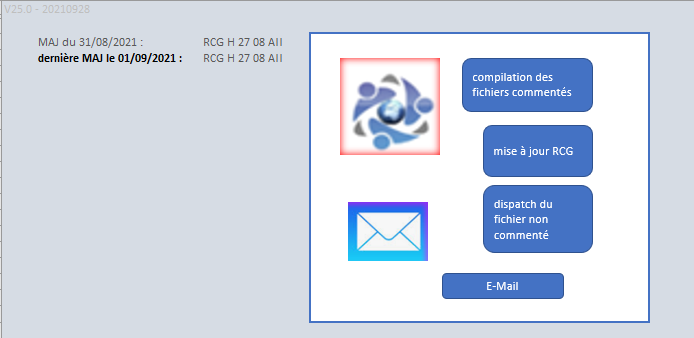 V25.0 - 20210928
MAJ du 31/08/2021 : RCG H 27 08 AII
dernière MAJ le 01/09/2021 : RCG H 27 08 AII
compilation des
fichiers commentés
mise à jour RCG
dispatch du
fichier non
commenté
E-Mail